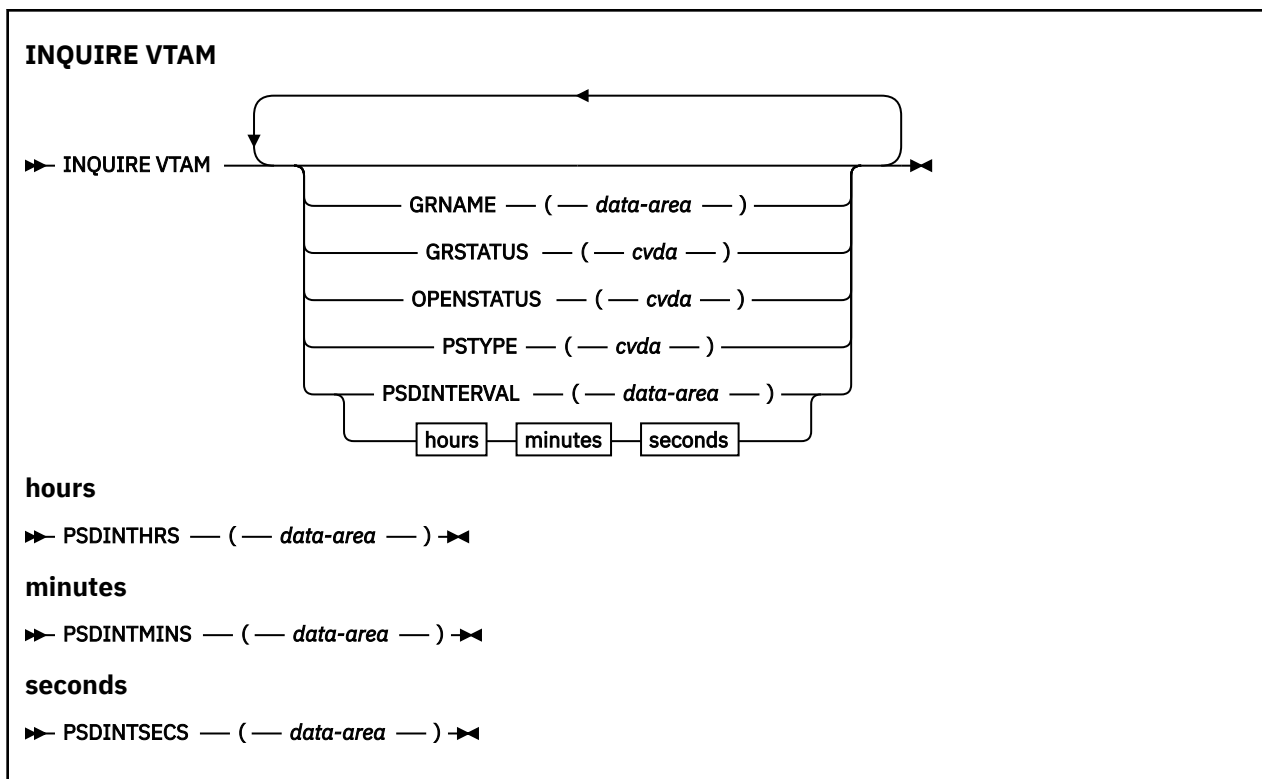 INQUIRE VTAM
INQUIRE VTAM
GRNAME ( data-area )
GRSTATUS ( cvda )
OPENSTATUS ( cvda )
PSTYPE ( cvda )
PSDINTERVAL ( data-area )
hours minutes seconds
hours
PSDINTHRS ( data-area )
minutes
PSDINTMINS ( data-area )
seconds
PSDINTSECS ( data-area )